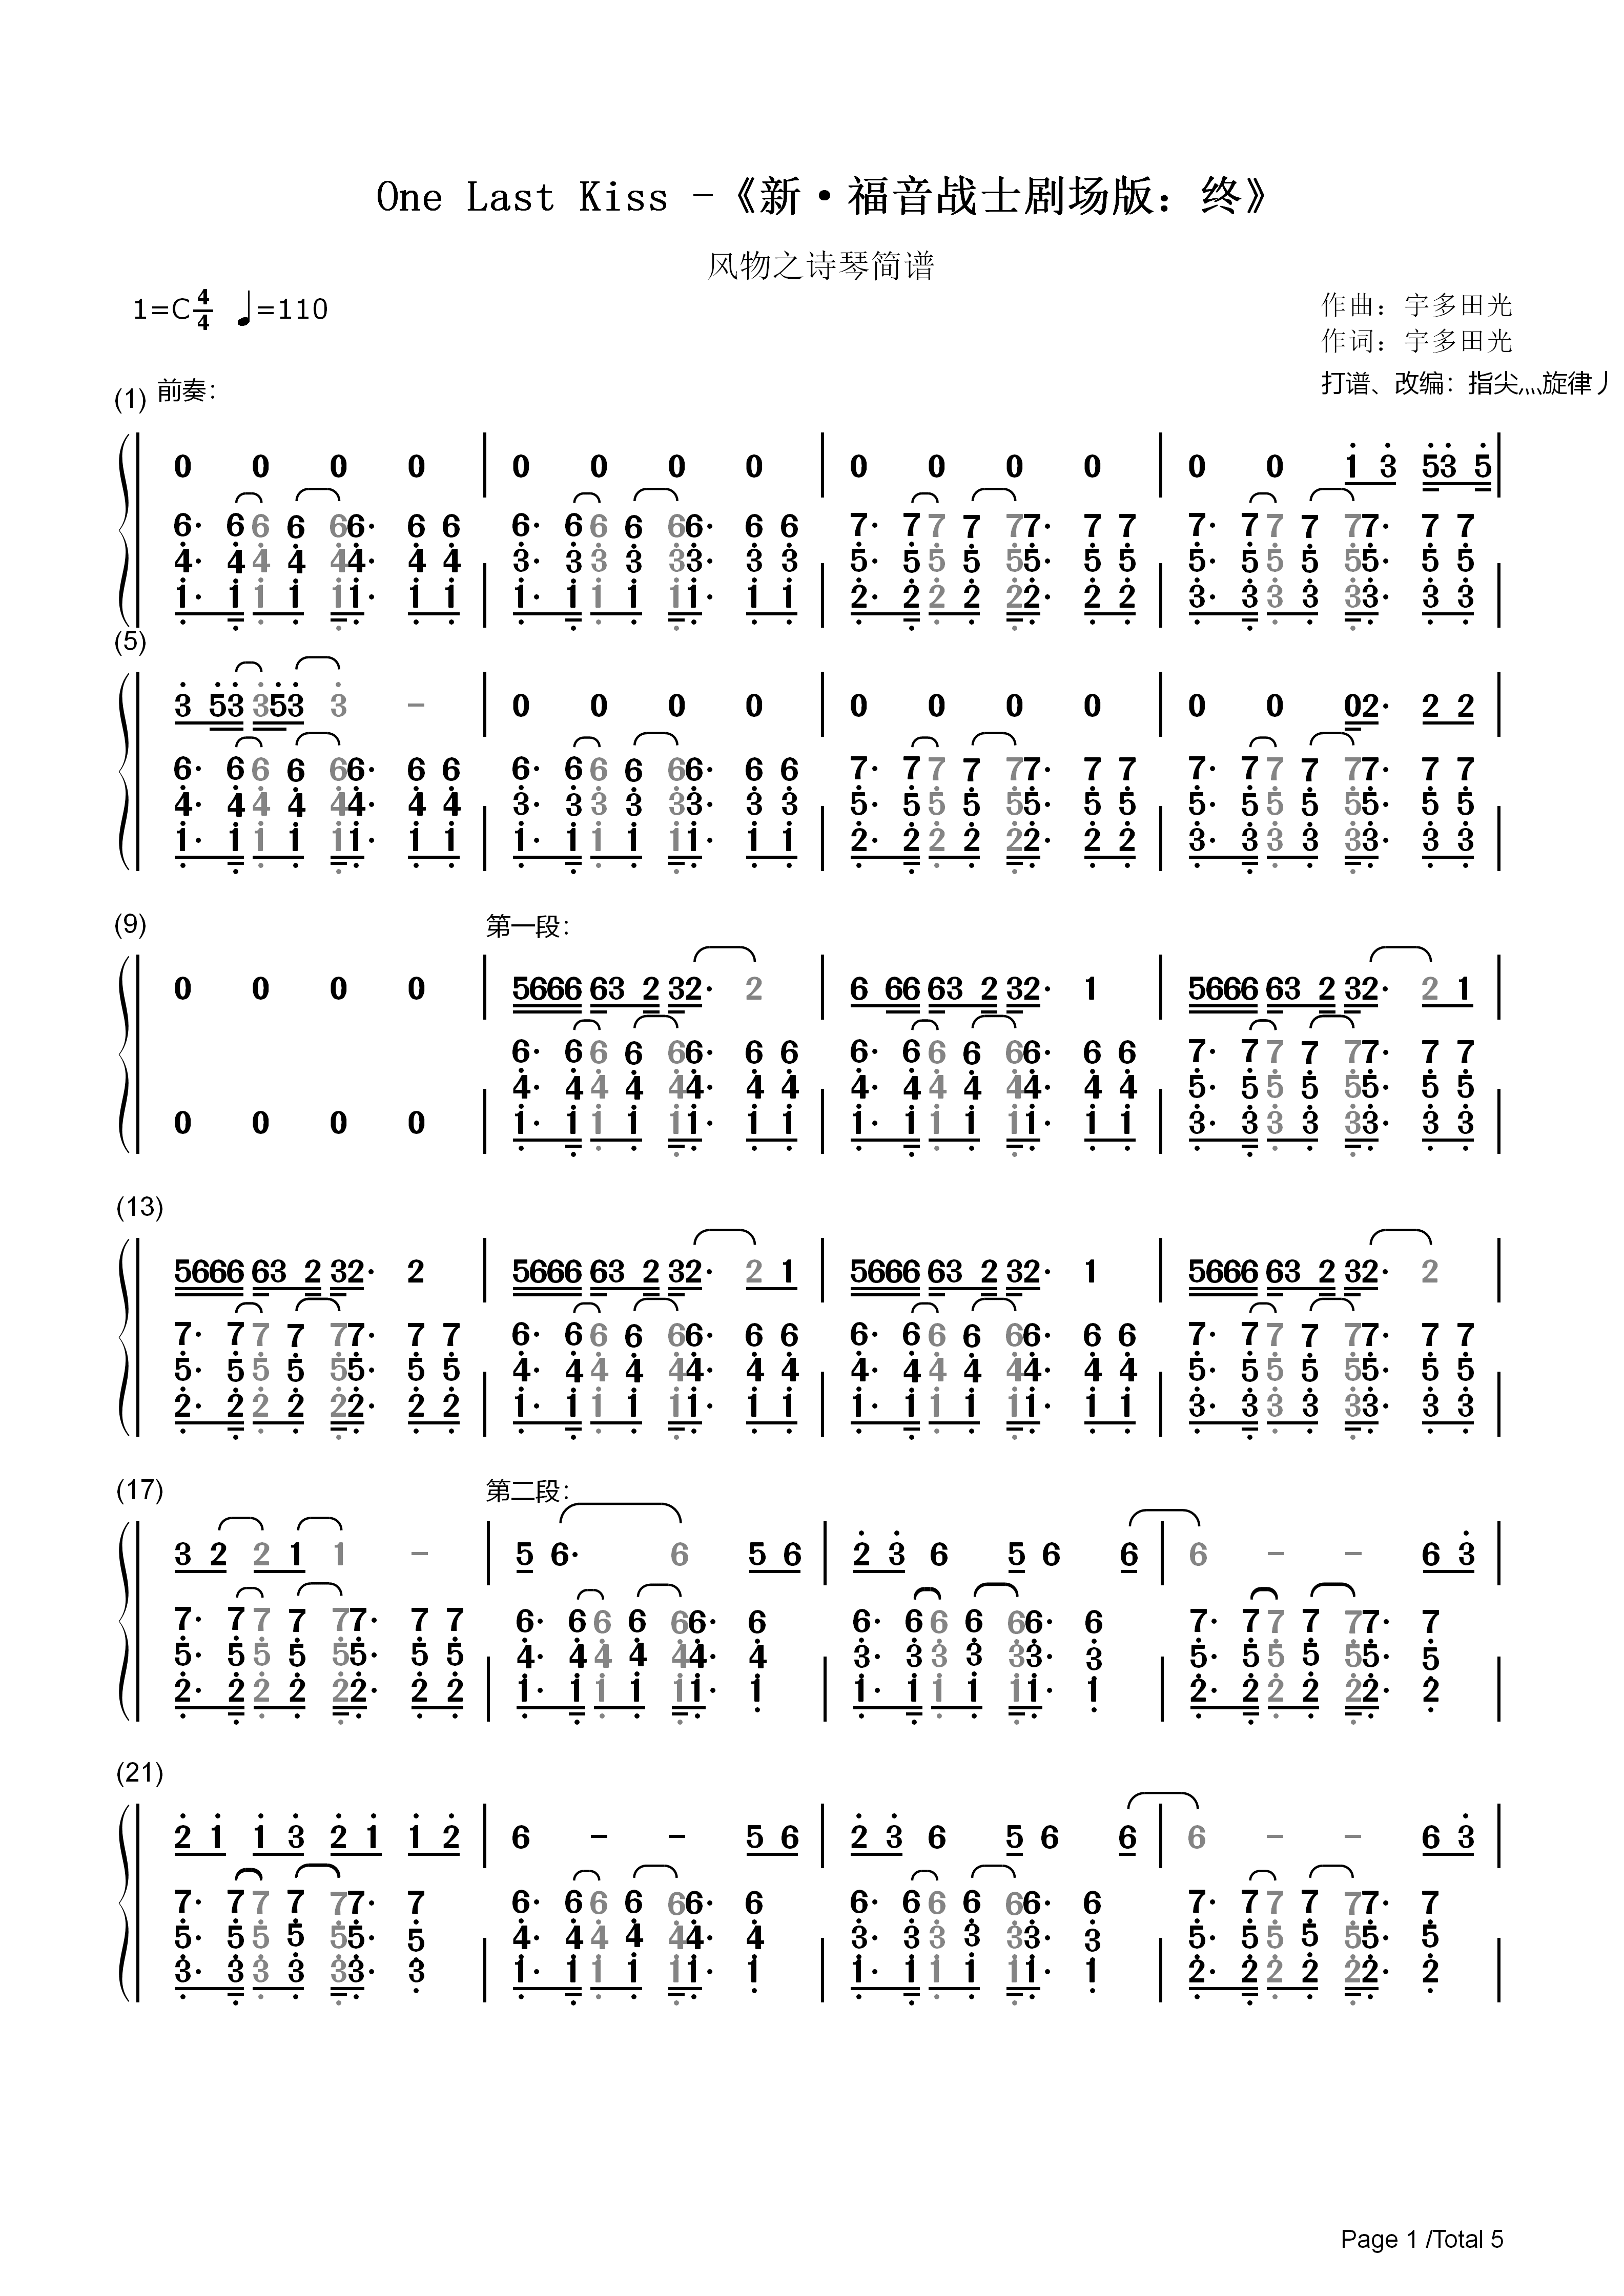 One Last Kiss －《新·福音战士剧场版：终》
风物之诗琴简谱
1=C 4/4 ♩=110
作曲：宇多田光
作词：宇多田光
打谱、改编：指尖灬旋律
(1) 前奏：
0 0 0 0 | 0 0 0 0 | 0 0 0 0 | 0 0 1 3 53 5
6· 6 6 6 66· 6 6 | 6· 6 6 6 66· 6 6 | 7· 7 7 7 77· 7 7 | 7· 7 7 7 77· 7 7
4· 4 4 4 44· 4 4 | 3· 3 3 3 33· 3 3 | 5· 5 5 5 55· 5 5 | 5· 5 5 5 55· 5 5
1· 1 1 1 11· 1 1 | 1· 1 1 1 11· 1 1 | 2· 2 2 2 22· 2 2 | 3· 3 3 3 33· 3 3
(5)
3 53 353 3 － | 0 0 0 0 | 0 0 0 0 | 0 0 02· 2 2
6· 6 6 6 66· 6 6 | 6· 6 6 6 66· 6 6 | 7· 7 7 7 77· 7 7 | 7· 7 7 7 77· 7 7
4· 4 4 4 44· 4 4 | 3· 3 3 3 33· 3 3 | 5· 5 5 5 55· 5 5 | 5· 5 5 5 55· 5 5
1· 1 1 1 11· 1 1 | 1· 1 1 1 11· 1 1 | 2· 2 2 2 22· 2 2 | 3· 3 3 3 33· 3 3
(9) 第一段：
0 0 0 0 | 5666 63 2 32· 2 | 6 66 63 2 32· 1 | 5666 63 2 32· 2 1
6· 6 6 6 66· 6 6 | 6· 6 6 6 66· 6 6 | 7· 7 7 7 77· 7 7
4· 4 4 4 44· 4 4 | 4· 4 4 4 44· 4 4 | 5· 5 5 5 55· 5 5
0 0 0 0 | 1· 1 1 1 11· 1 1 | 1· 1 1 1 11· 1 1 | 3· 3 3 3 33· 3 3
(13)
5666 63 2 32· 2 | 5666 63 2 32· 2 1 | 5666 63 2 32· 1 | 5666 63 2 32· 2
7· 7 7 7 77· 7 7 | 6· 6 6 6 66· 6 6 | 6· 6 6 6 66· 6 6 | 7· 7 7 7 77· 7 7
5· 5 5 5 55· 5 5 | 4· 4 4 4 44· 4 4 | 4· 4 4 4 44· 4 4 | 5· 5 5 5 55· 5 5
2· 2 2 2 22· 2 2 | 1· 1 1 1 11· 1 1 | 1· 1 1 1 11· 1 1 | 3· 3 3 3 33· 3 3
(17) 第二段：
3 2 2 1 1 － | 5 6· 6 5 6 | 2 3 6 5 6 6 | 6 － － 6 3
7· 7 7 7 77· 7 7 | 6· 6 6 6 66· 6 | 6· 6 6 6 66· 6 | 7· 7 7 7 77· 7
5· 5 5 5 55· 5 5 | 4· 4 4 4 44· 4 | 3· 3 3 3 33· 3 | 5· 5 5 5 55· 5
2· 2 2 2 22· 2 2 | 1· 1 1 1 11· 1 | 1· 1 1 1 11· 1 | 2· 2 2 2 22· 2
(21)
2 1 1 3 2 1 1 2 | 6 － － 5 6 | 2 3 6 5 6 6 | 6 － － 6 3
7· 7 7 7 77· 7 | 6· 6 6 6 66· 6 | 6· 6 6 6 66· 6 | 7· 7 7 7 77· 7
5· 5 5 5 55· 5 | 4· 4 4 4 44· 4 | 3· 3 3 3 33· 3 | 5· 5 5 5 55· 5
3· 3 3 3 33· 3 | 1· 1 1 1 11· 1 | 1· 1 1 1 11· 1 | 2· 2 2 2 22· 2
Page 1 /Total 5